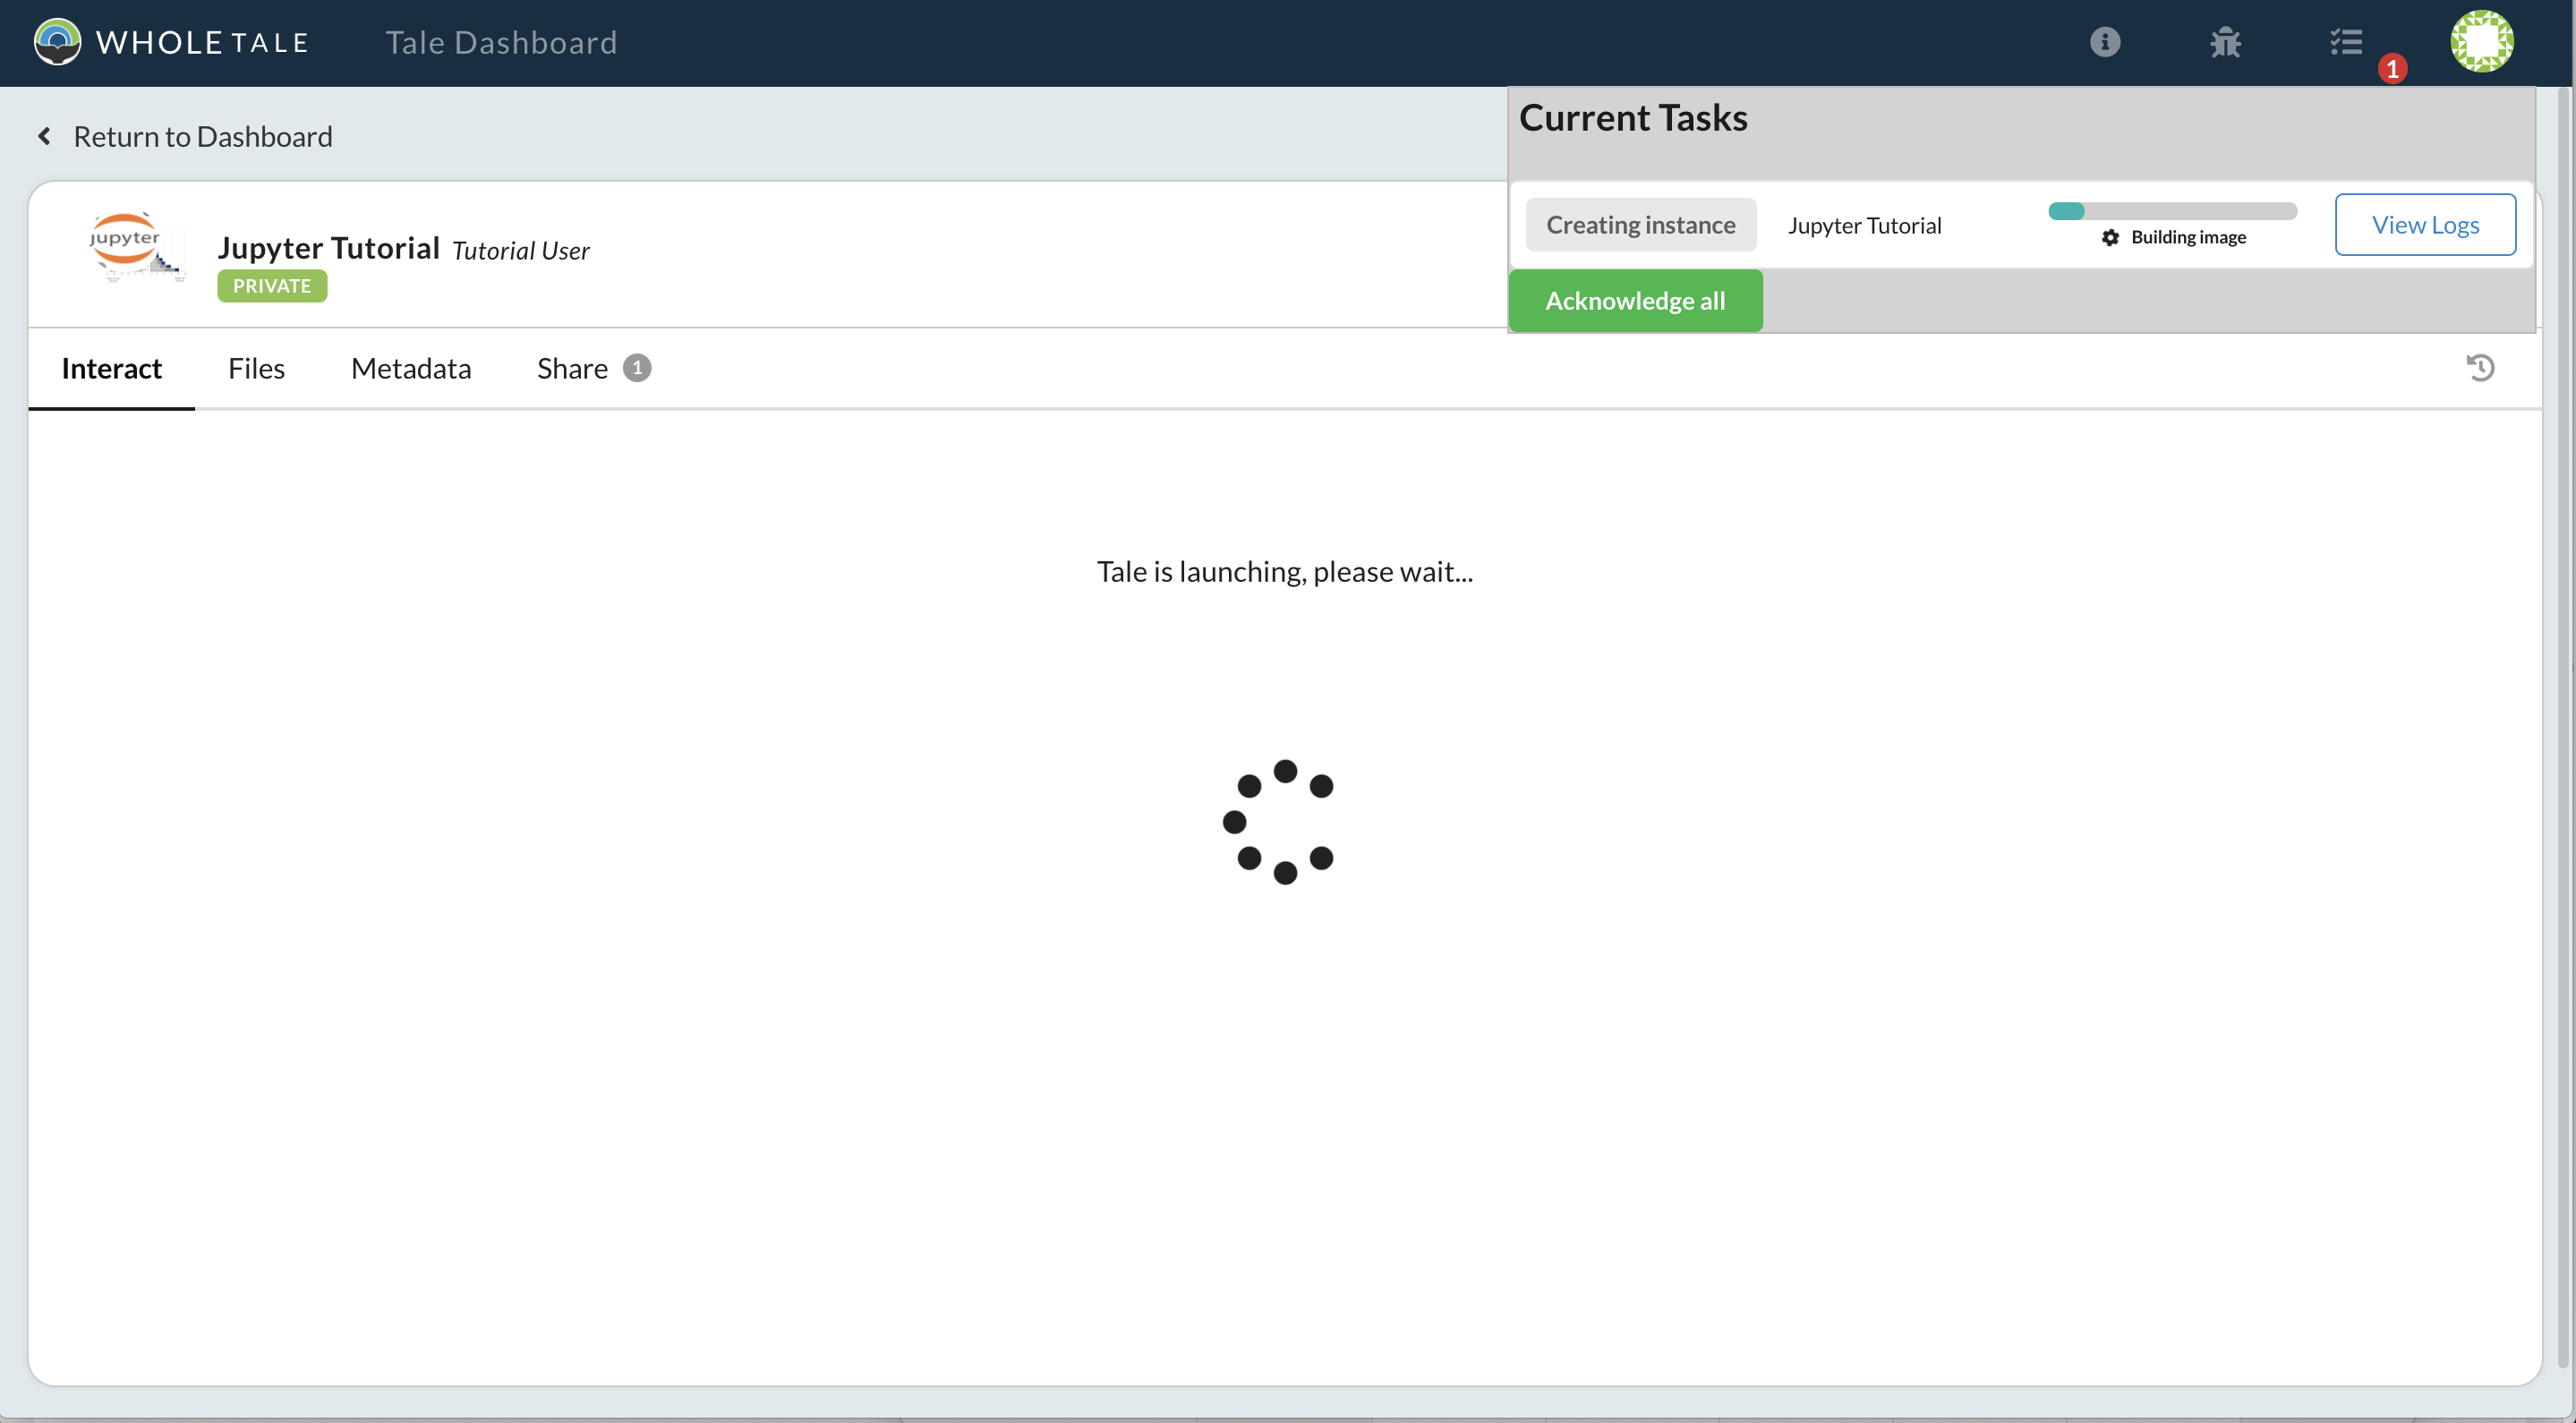 WHOLE TALE Tale Dashboard 1
Return to Dashboard
Current Tasks
Creating instance Jupyter Tutorial Building image View Logs
Acknowledge all
jupyter
Jupyter Tutorial Tutorial User
PRIVATE
Interact Files Metadata Share 1
Tale is launching, please wait...